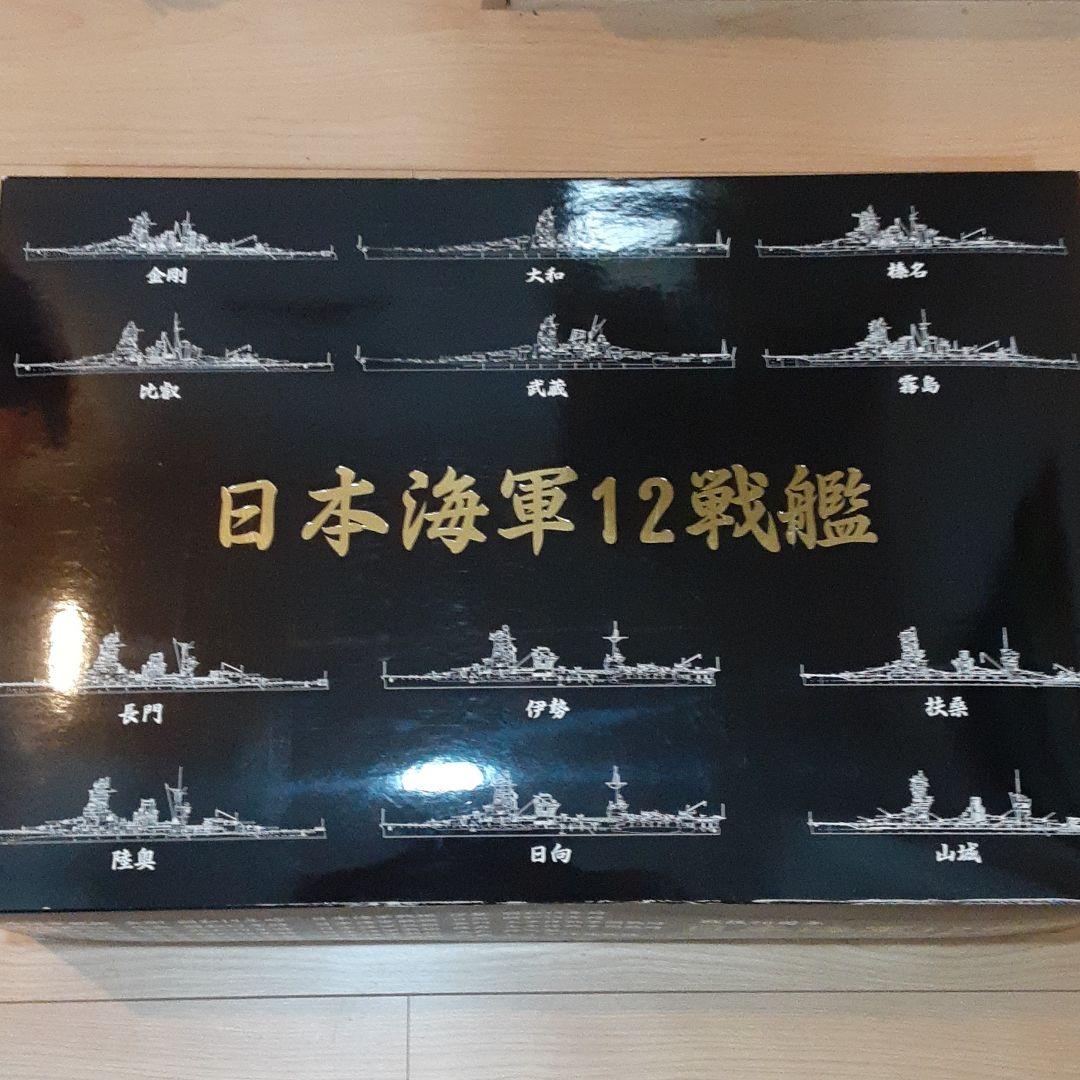 金剛 大和 榛名
比叡 武蔵 霧島
日本海軍12戦艦
長門 伊勢 扶桑
陸奥 日向 山城